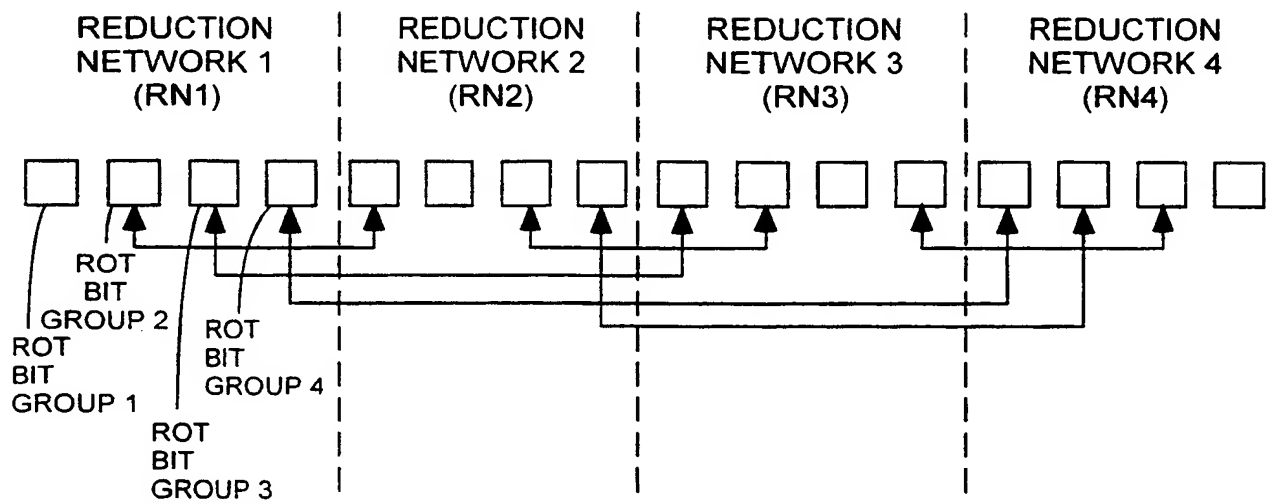 REDUCTION
NETWORK 1
(RN1)
REDUCTION
NETWORK 2
(RN2)
REDUCTION
NETWORK 3
(RN3)
REDUCTION
NETWORK 4
(RN4)
ROT
BIT
GROUP 2
ROT
BIT
GROUP 1
ROT
BIT
GROUP 4
ROT
BIT
GROUP 3